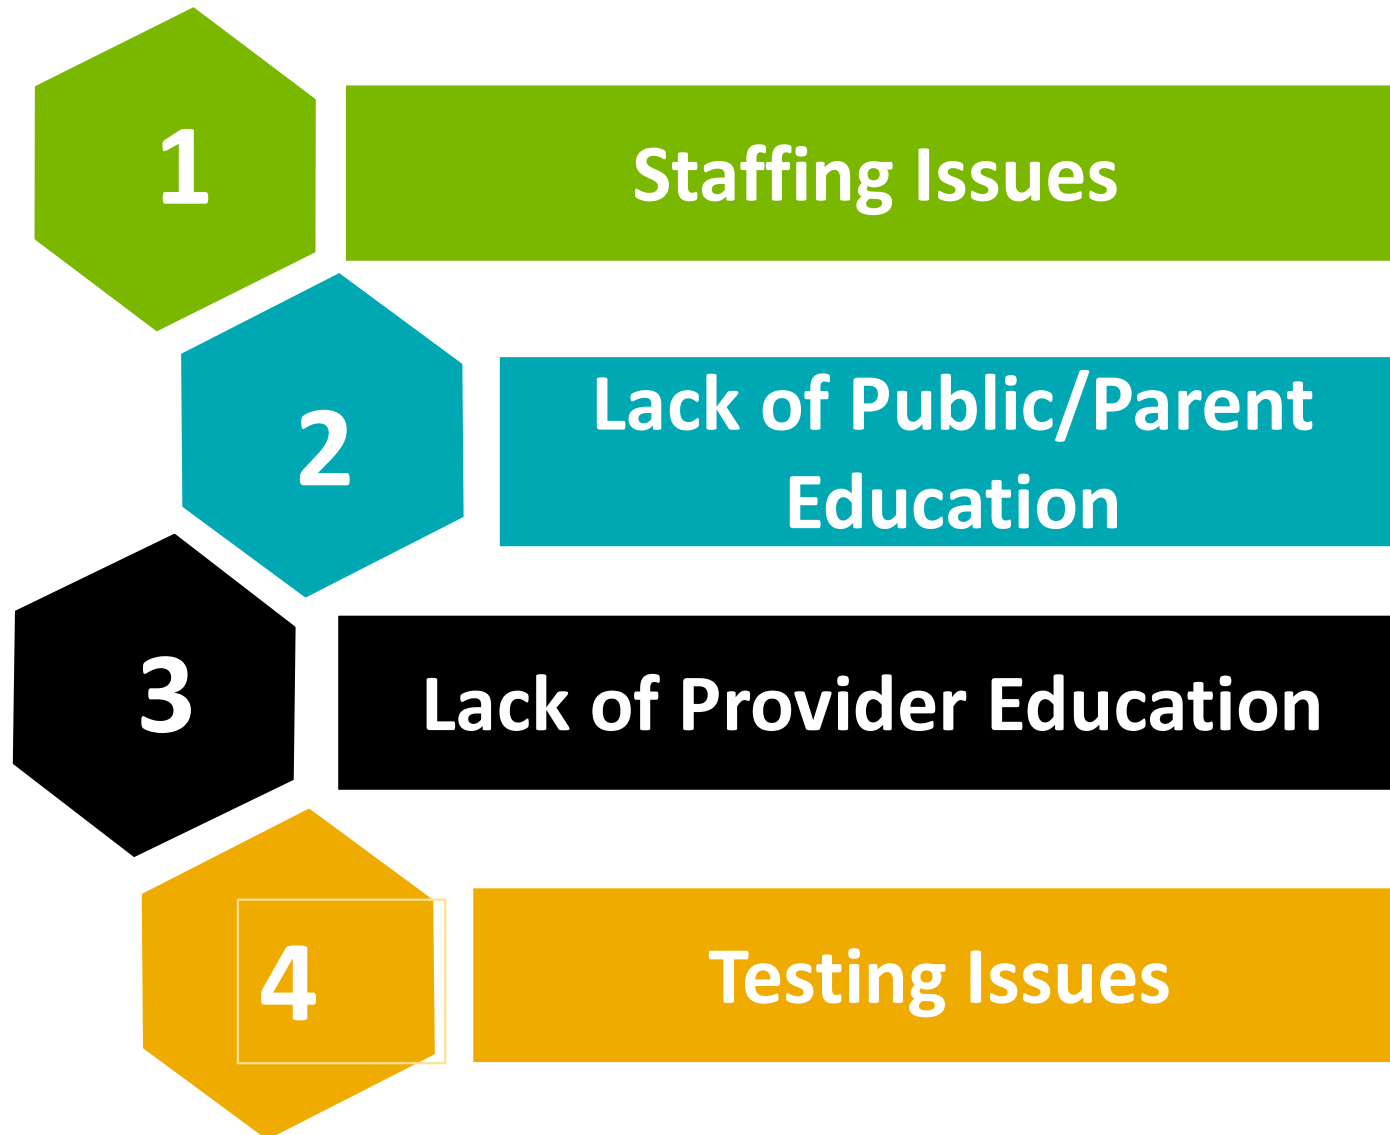 1
Staffing Issues
2
Lack of Public/Parent
Education
3
Lack of Provider Education
4
Testing Issues